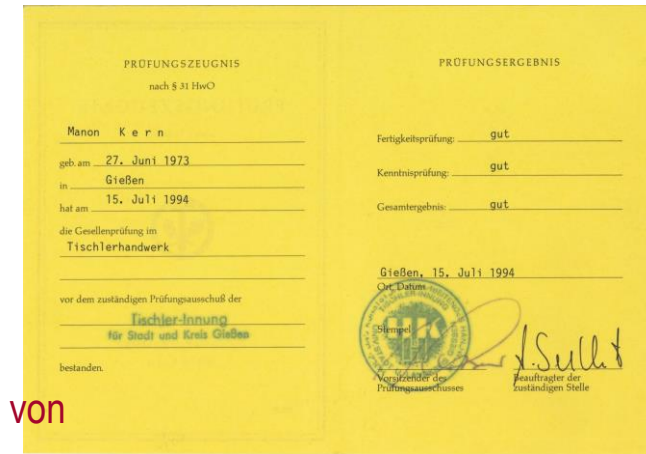 PRÜFUNGSZEUGNIS
nach § 31 HwO
Manon Kern
geb. am 27. Juni 1973
in Gießen
hat am 15. Juli 1994
die Gesellenprüfung im
Tischlerhandwerk
vor dem zuständigen Prüfungsausschuß der
Tischler-Innung
für Stadt und Kreis Gießen
bestanden.
von
PRÜFUNGSERGEBNIS
Fertigkeitsprüfung: gut
Kenntnisprüfung: gut
Gesamtergebnis: gut
Gießen, 15. Juli 1994
Ort, Datum
Stempel
Vorsitzender des
Prüfungsausschusses
Beauftragter der
zuständigen Stelle